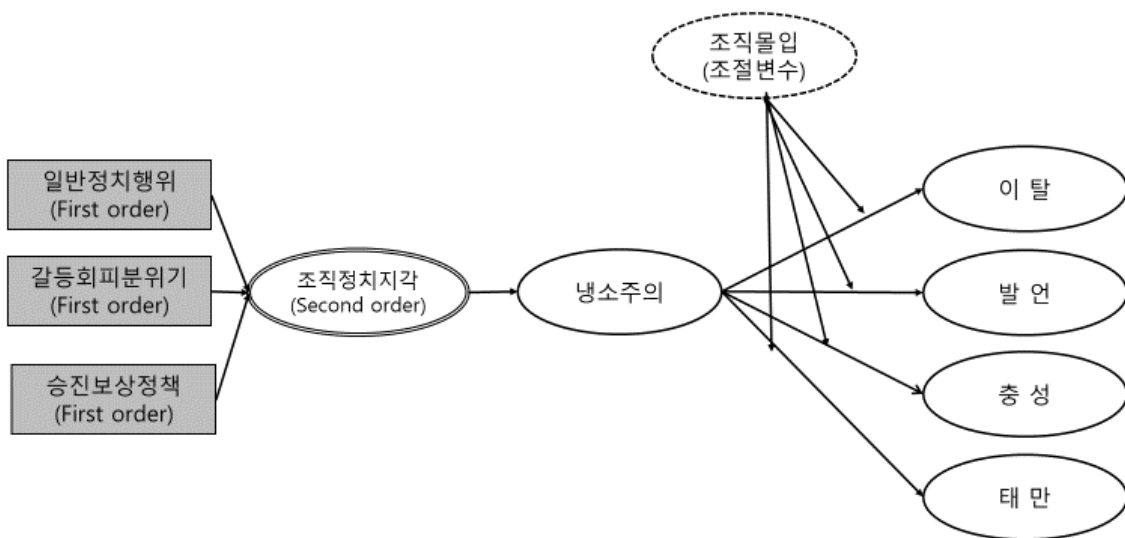 조직몰입
(조절변수)
일반정치행위
(First order)
갈등회피분위기
(First order)
승진보상정책
(First order)
조직정치지각
(Second order)
냉소주의
이 탈
발 언
충 성
태 만